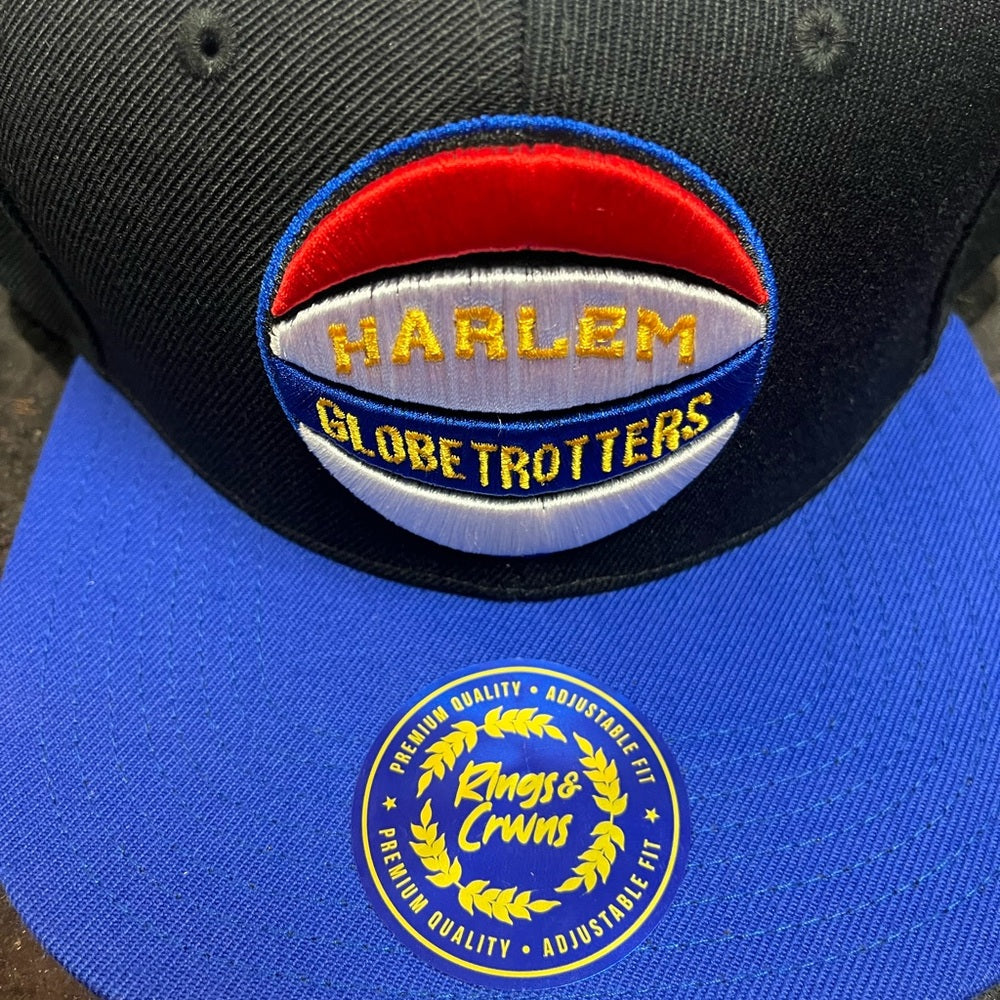 HARLEM
GLOBETROTTERS
PREMIUM QUALITY • ADJUSTABLE FIT
RIngs&
Crwns
PREMIUM QUALITY • ADJUSTABLE FIT